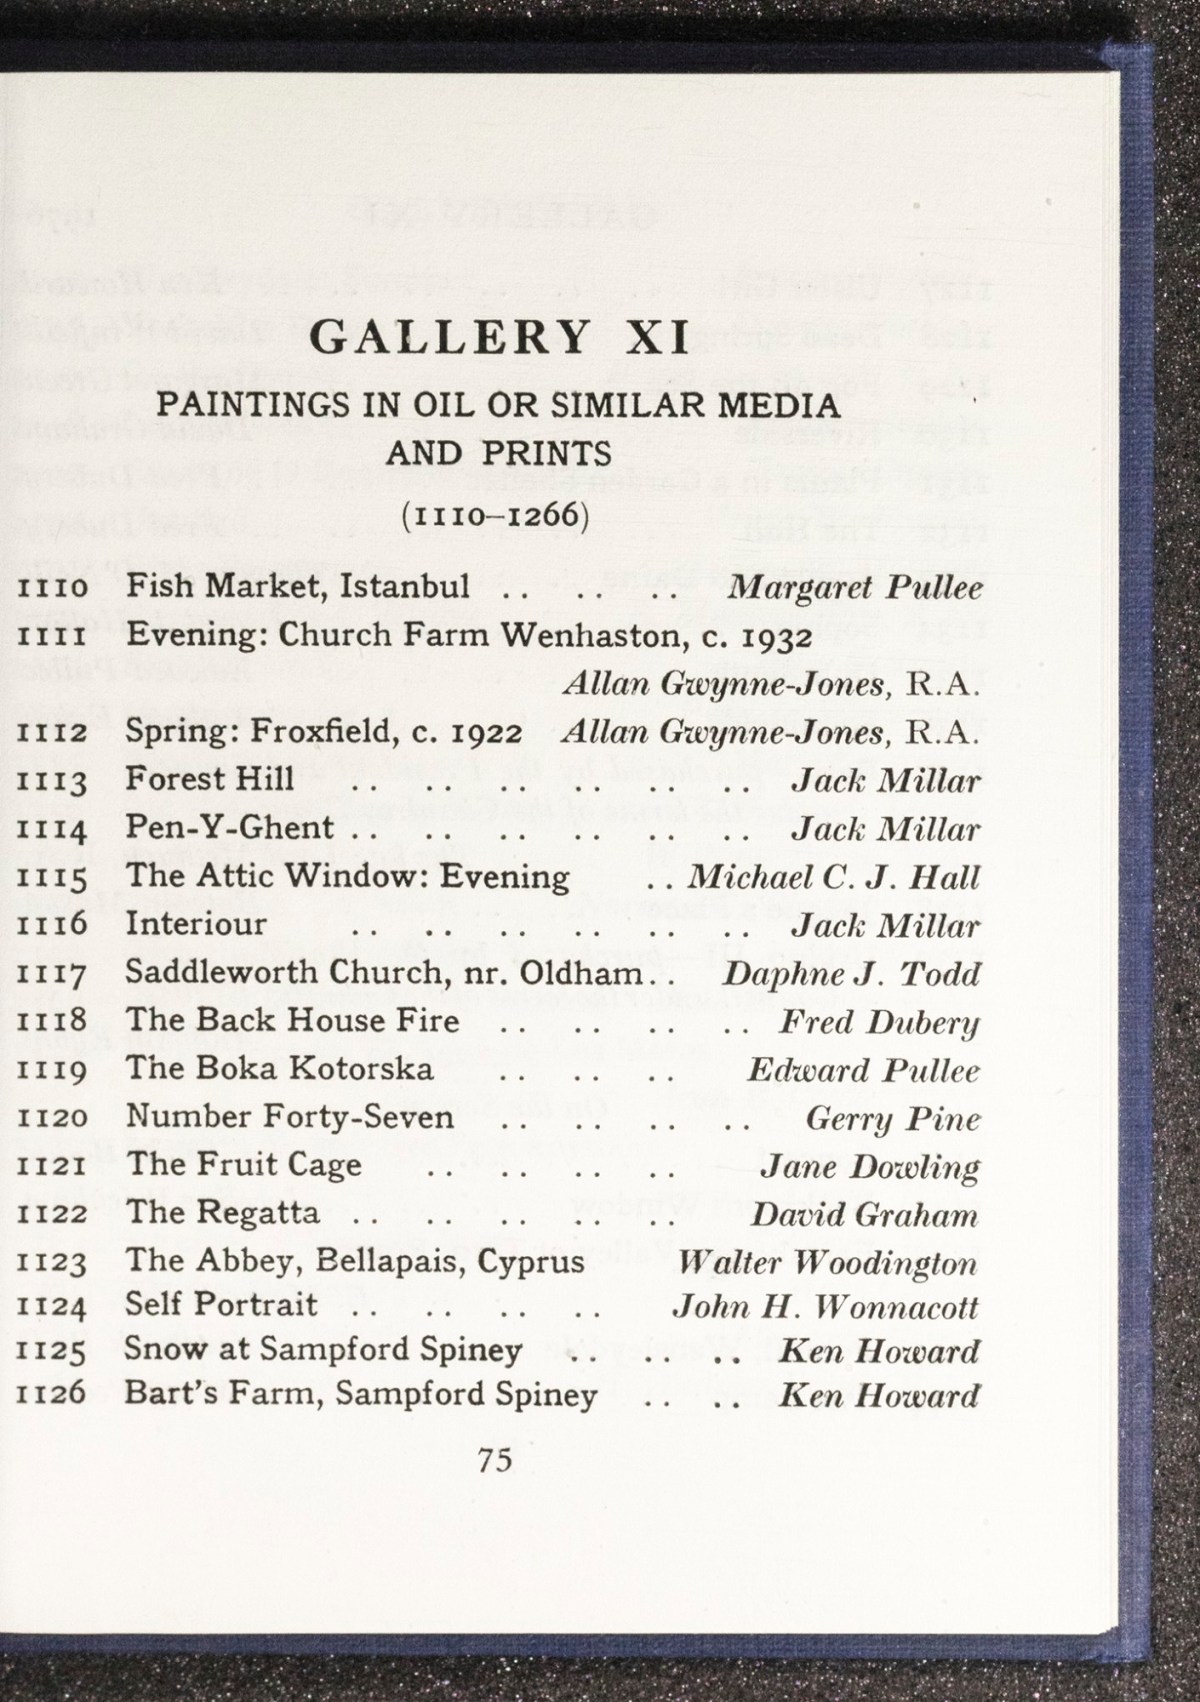 GALLERY XI
PAINTINGS IN OIL OR SIMILAR MEDIA
AND PRINTS
(1110–1266)
1110 Fish Market, Istanbul .. .. .. Margaret Pullee
1111 Evening: Church Farm Wenhaston, c. 1932
Allan Gwynne-Jones, R.A.
1112 Spring: Froxfield, c. 1922 Allan Gwynne-Jones, R.A.
1113 Forest Hill .. .. .. .. .. .. Jack Millar
1114 Pen-Y-Ghent .. .. .. .. .. .. Jack Millar
1115 The Attic Window: Evening .. Michael C. J. Hall
1116 Interiour .. .. .. .. .. .. Jack Millar
1117 Saddleworth Church, nr. Oldham .. Daphne J. Todd
1118 The Back House Fire .. .. .. .. Fred Dubery
1119 The Boka Kotorska .. .. .. Edward Pullee
1120 Number Forty-Seven .. .. .. .. Gerry Pine
1121 The Fruit Cage .. .. .. .. Jane Dowling
1122 The Regatta .. .. .. .. .. David Graham
1123 The Abbey, Bellapais, Cyprus Walter Woodington
1124 Self Portrait .. .. .. .. John H. Wonnacott
1125 Snow at Sampford Spiney .. .. .. Ken Howard
1126 Bart's Farm, Sampford Spiney .. .. Ken Howard
75